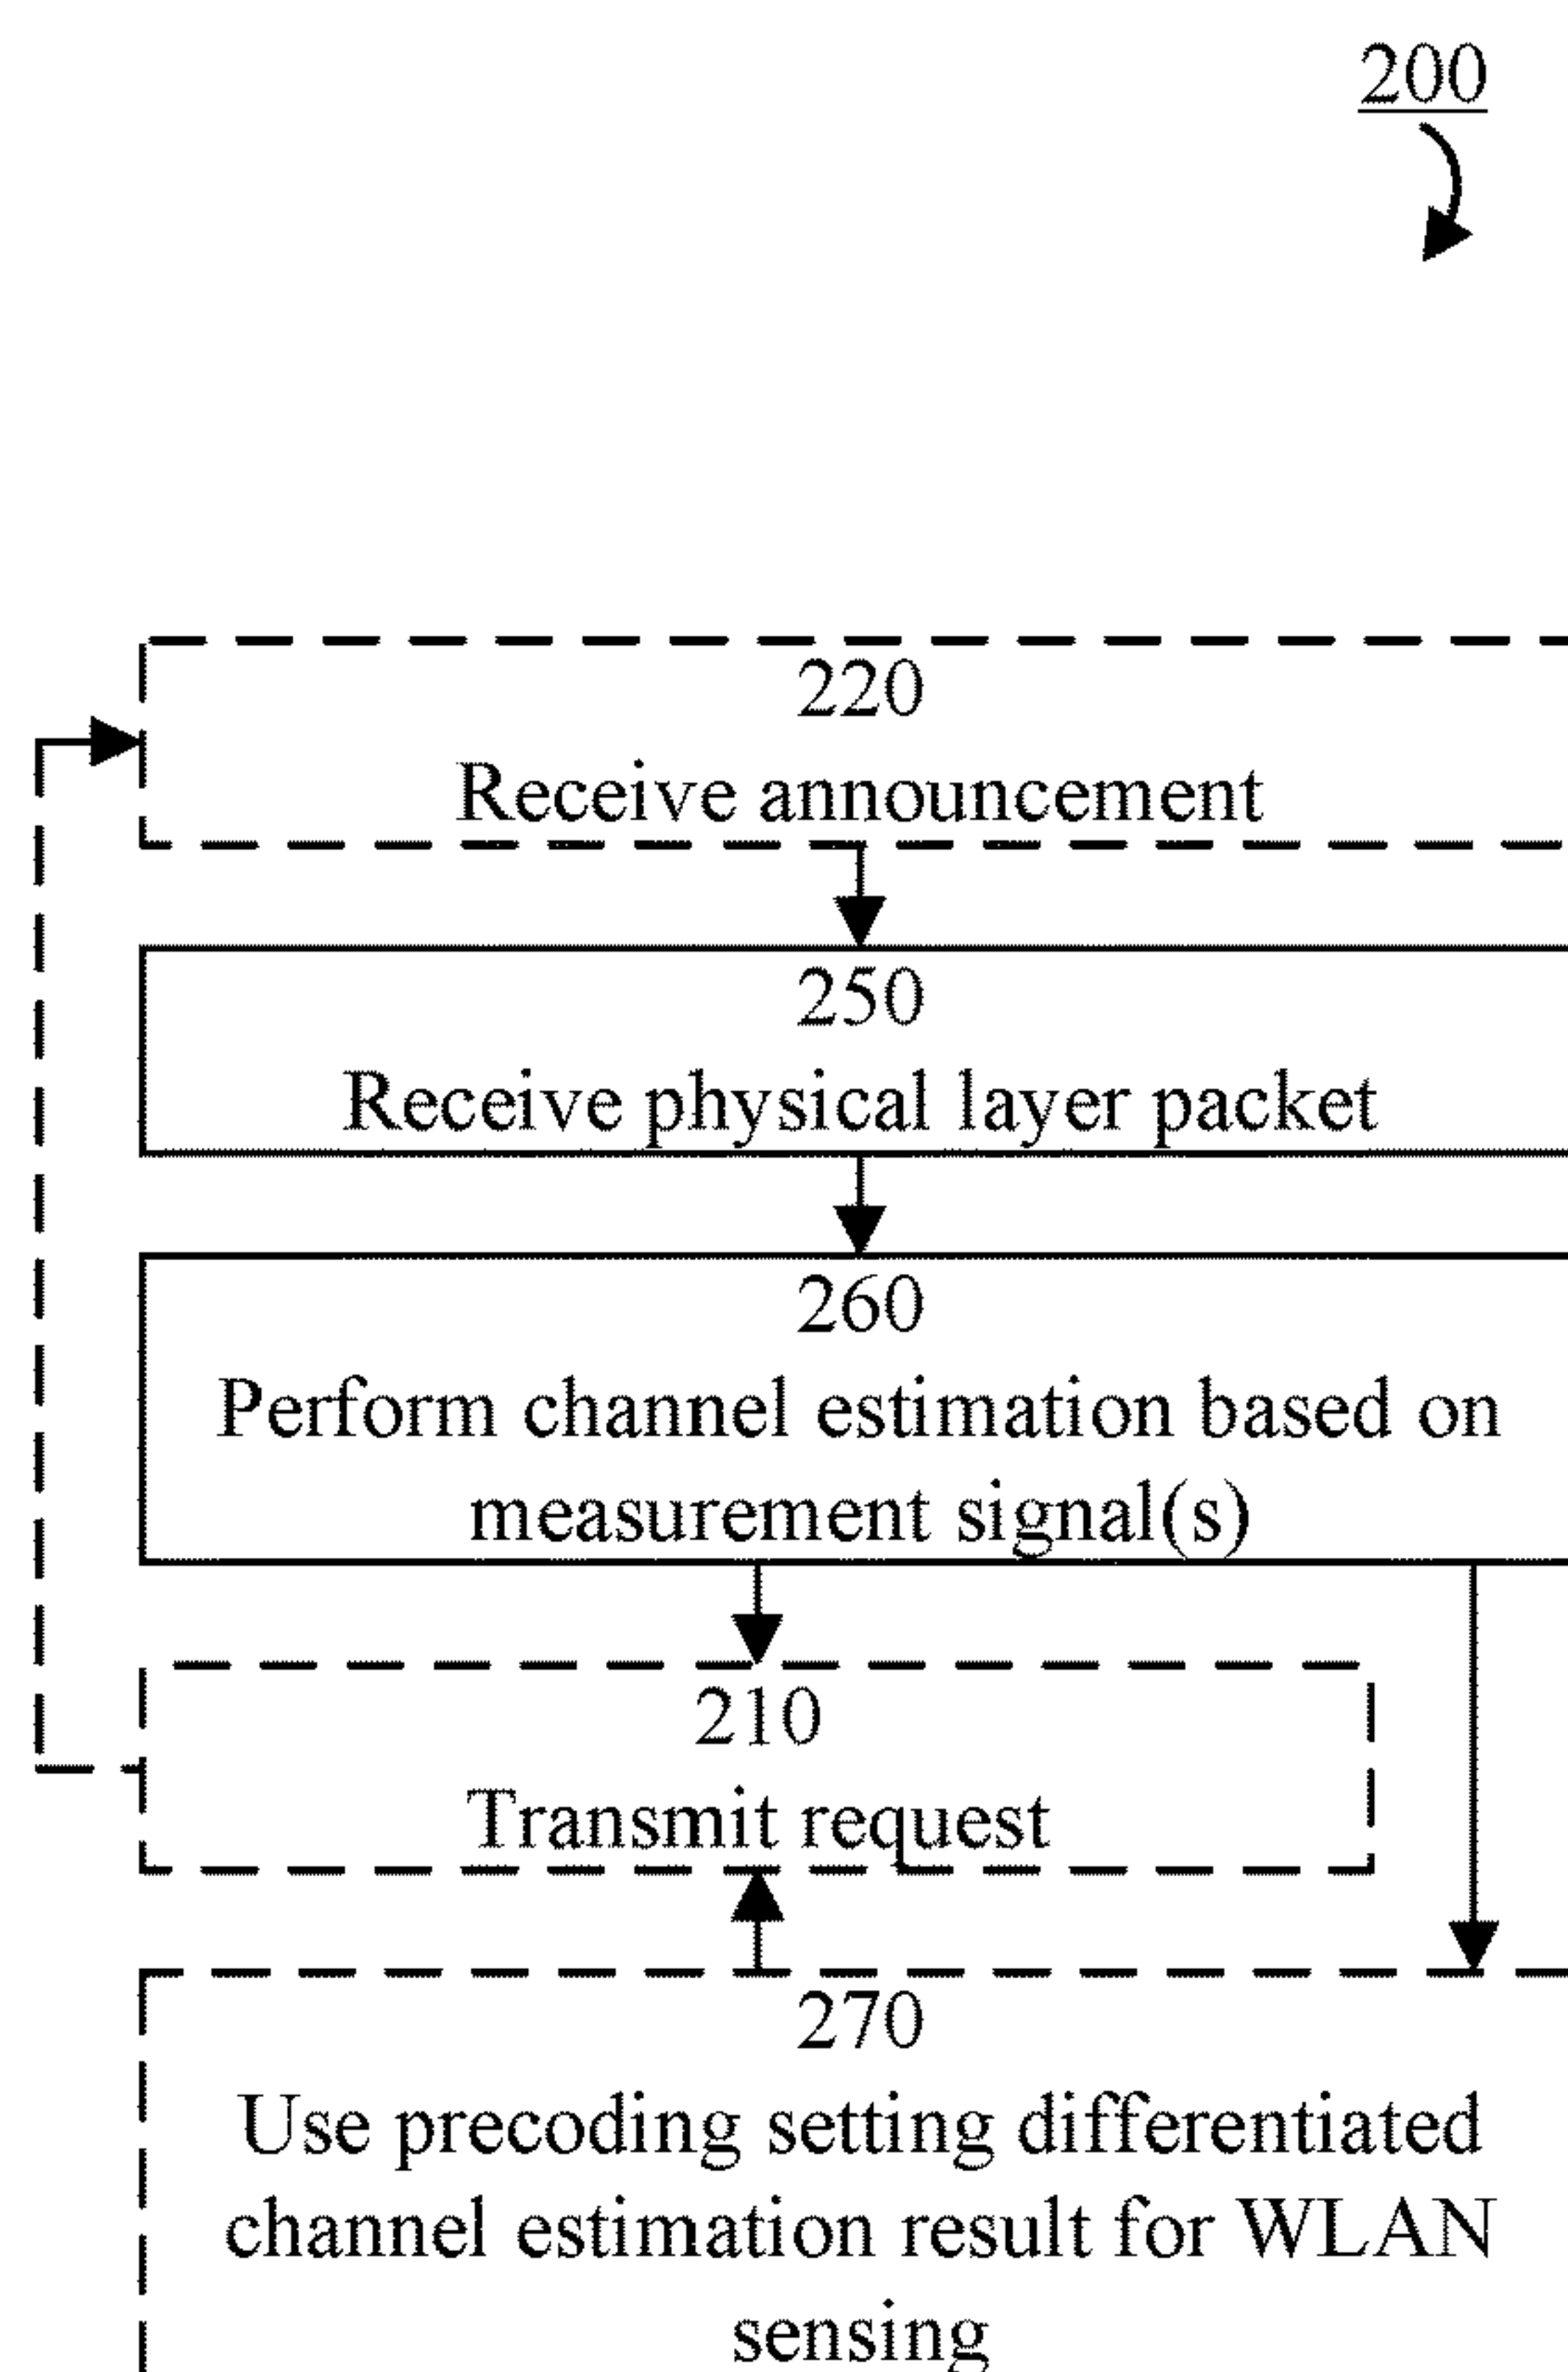 200
220
Receive announcement
250
Receive physical layer packet
260
Perform channel estimation based on
measurement signal(s)
210
Transmit request
270
Use precoding setting differentiated
channel estimation result for WLAN
sensing